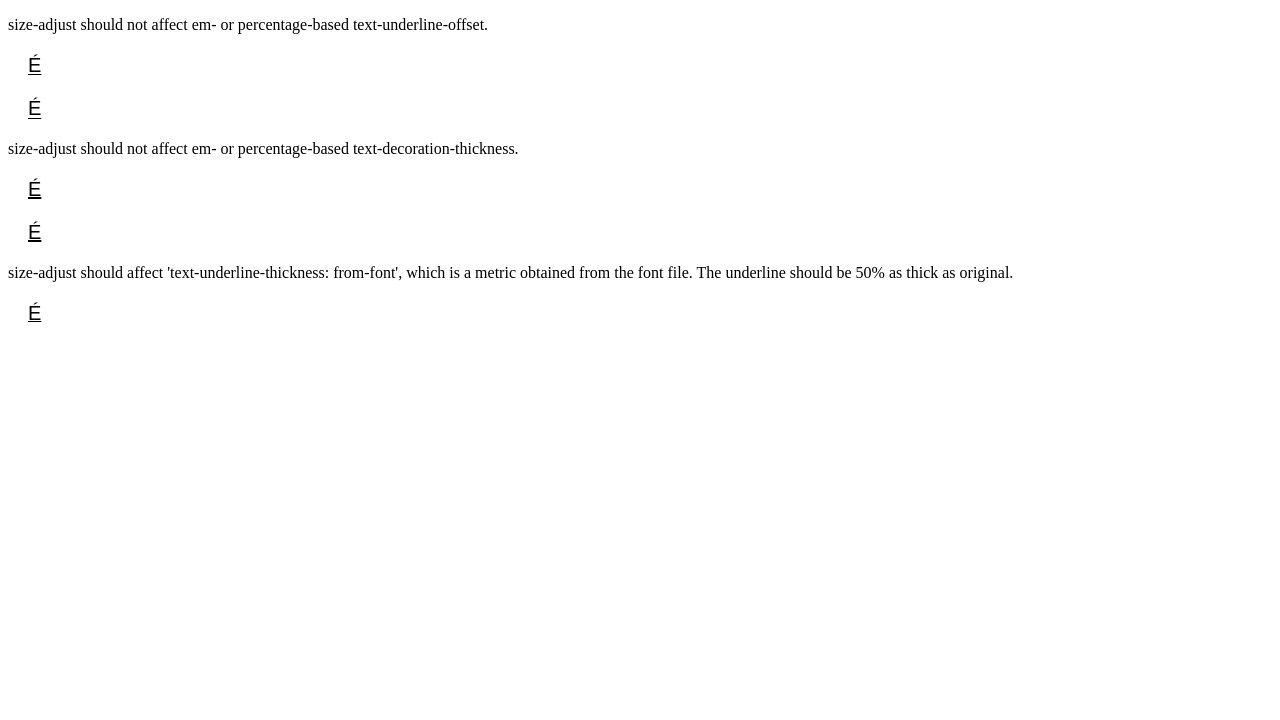 size-adjust should not affect em- or percentage-based text-underline-offset.
É
É
size-adjust should not affect em- or percentage-based text-decoration-thickness.
É
É
size-adjust should affect 'text-underline-thickness: from-font', which is a metric obtained from the font file. The underline should be 50% as thick as original.
É